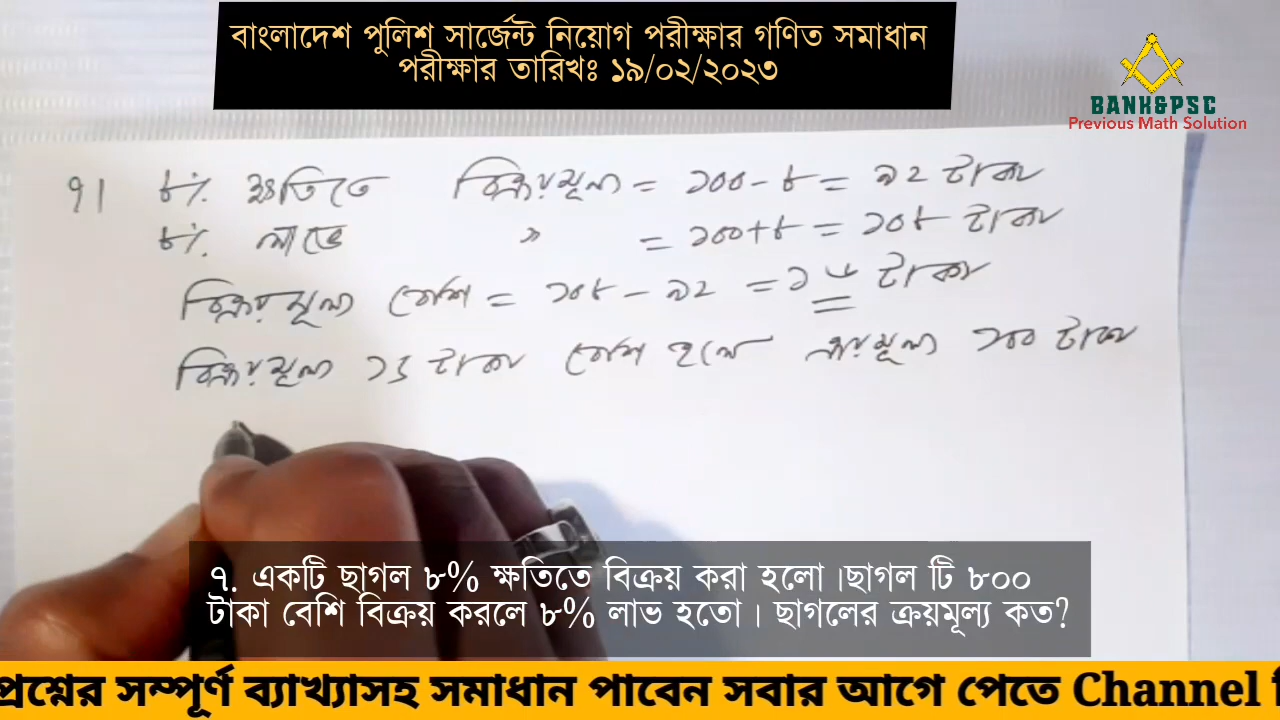 বাংলাদেশ পুলিশ সার্জেন্ট নিয়োগ পরীক্ষার গণিত সমাধান
পরীক্ষার তারিখঃ ১৯/০২/২০২৩
BANK&PSC
Previous Math Solution
৭। ৮% ক্ষতিতে বিক্রয়মূল্য = ১০০ - ৮ = ৯২ টাকা
৮% লাভে " = ১০০+৮ = ১০৮ টাকা
বিক্রয়মূল্য বেশি = ১০৮ - ৯২ = ১৬ টাকা
বিক্রয়মূল্য ১৬ টাকা বেশি হলে ক্রয়মূল্য ১০০ টাকা
৭. একটি ছাগল ৮% ক্ষতিতে বিক্রয় করা হলো।ছাগল টি ৮০০
টাকা বেশি বিক্রয় করলে ৮% লাভ হতো। ছাগলের ক্রয়মূল্য কত?
প্রশ্নের সম্পূর্ণ ব্যাখ্যাসহ সমাধান পাবেন সবার আগে পেতে Channel